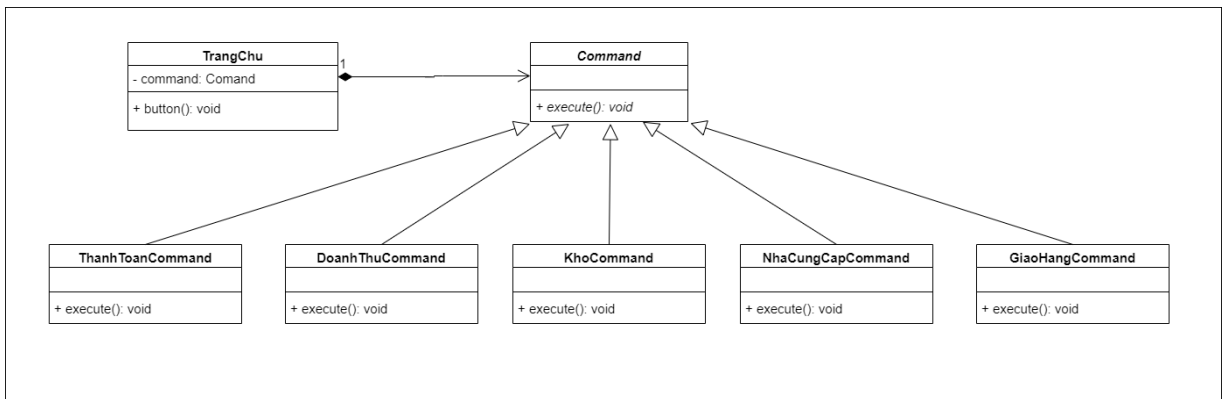 TrangChu
- command: Comand
+ button(): void
1
Command
+ execute(): void
ThanhToanCommand
+ execute(): void
DoanhThuCommand
+ execute(): void
KhoCommand
+ execute(): void
NhaCungCapCommand
+ execute(): void
GiaoHangCommand
+ execute(): void